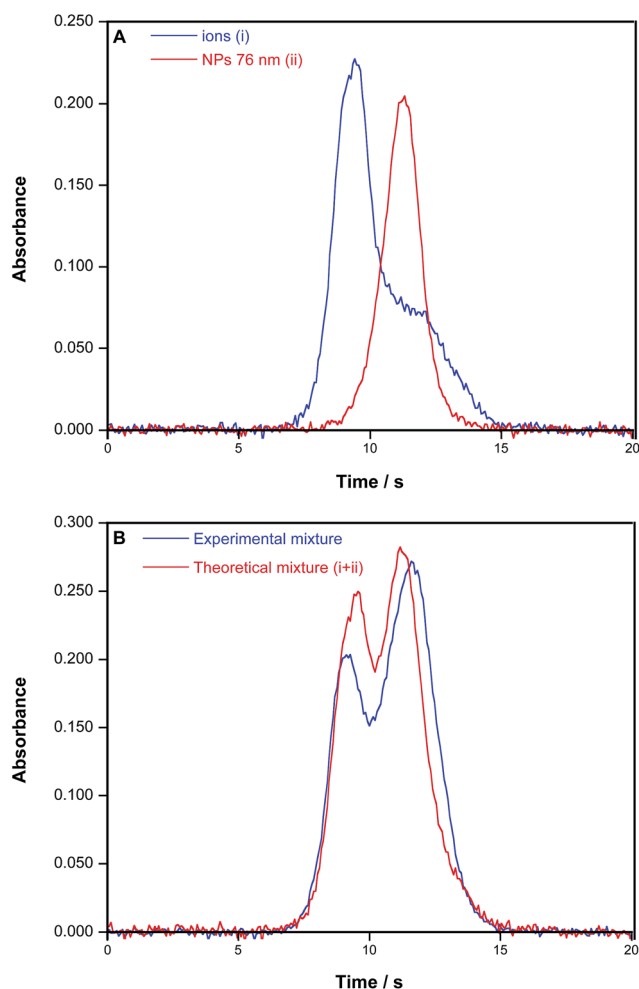 A
ions (i)
NPs 76 nm (ii)
0.250
0.200
0.150
0.100
0.050
0.000
Absorbance
0 5 10 15 20
Time / s
B
Experimental mixture
Theoretical mixture (i+ii)
0.300
0.250
0.200
0.150
0.100
0.050
0.000
Absorbance
0 5 10 15 20
Time / s